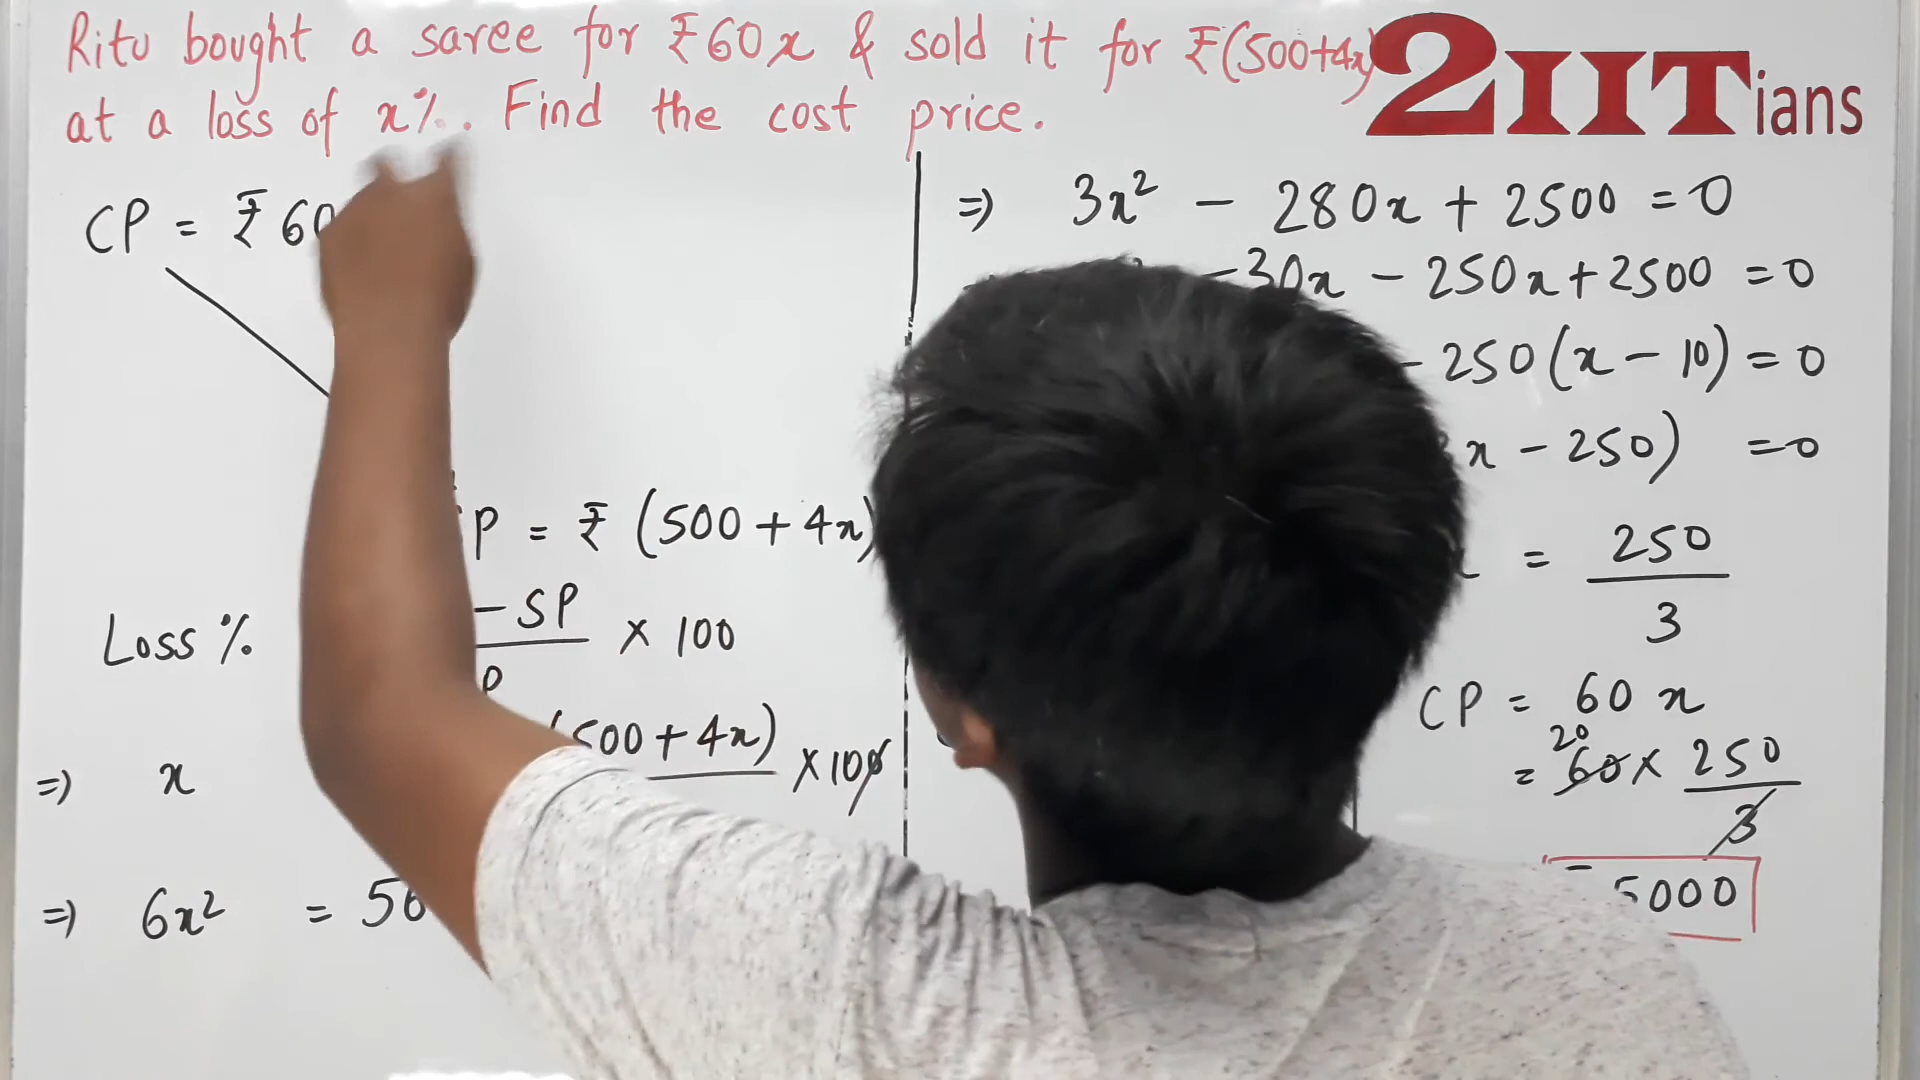 Ritu bought a saree for ₹60x & sold it for ₹(500+4x)
at a loss of x%. Find the cost price.
2IITians
CP = ₹60
P = ₹ (500+4x)
Loss %
- SP
× 100
P
⇒ x
500+4x)
×100
⇒ 6x² = 50
⇒ 3x² - 280x + 2500 = 0
-30x - 250x + 2500 = 0
- 250(x - 10) = 0
x - 250) = 0
= 250
3
CP = 60 x
20
= 60 × 250
3
5000